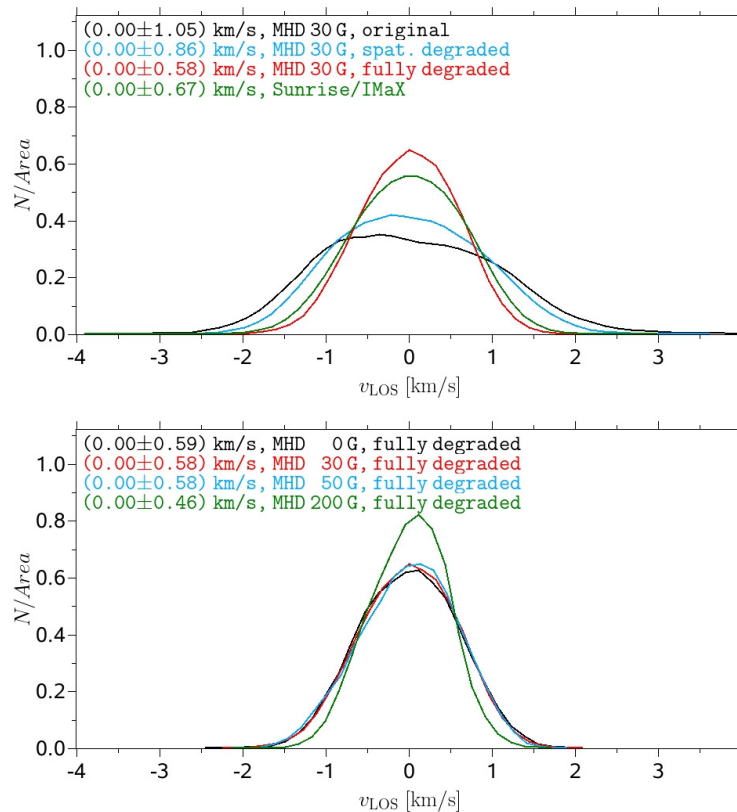 (0.00±1.05) km/s, MHD 30 G, original
(0.00±0.86) km/s, MHD 30 G, spat. degraded
(0.00±0.58) km/s, MHD 30 G, fully degraded
(0.00±0.67) km/s, Sunrise/IMaX
1.0
0.8
0.6
0.4
0.2
0.0
N/Area
-4 -3 -2 -1 0 1 2 3
vLOS [km/s]
(0.00±0.59) km/s, MHD 0 G, fully degraded
(0.00±0.58) km/s, MHD 30 G, fully degraded
(0.00±0.58) km/s, MHD 50 G, fully degraded
(0.00±0.46) km/s, MHD 200 G, fully degraded
1.0
0.8
0.6
0.4
0.2
0.0
N/Area
-4 -3 -2 -1 0 1 2 3
vLOS [km/s]